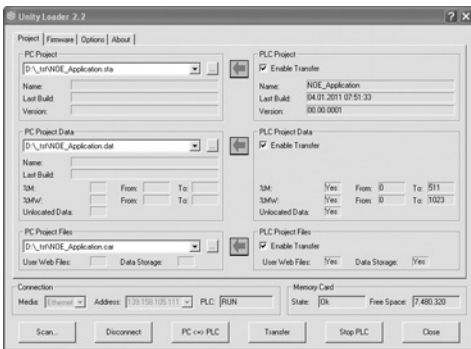 Unity Loader 2.2
Project Firmware Options About
PC Project
D:\_tst\NOE_Application.sta
Name:
Last Build:
Version:
PLC Project
Enable Transfer
Name: NOE_Application
Last Build: 04.01.2011 07:51:33
Version: 00.00.0001
PC Project Data
D:\_tst\NOE_Application.dat
Name:
Last Build:
%M: From: To:
%MW: From: To:
Unlocated Data:
PLC Project Data
Enable Transfer
%M: Yes From: 0 To: 511
%MW: Yes From: 0 To: 1023
Unlocated Data: Yes
PC Project Files
D:\_tst\NOE_Application.car
User Web Files: Data Storage:
PLC Project Files
Enable Transfer
User Web Files: Yes Data Storage: Yes
Connection
Media: Ethernet Address: 139.158.105.111 PLC: RUN
Memory Card
State: Ok Free Space: 7.480.320
Scan... Disconnect PC <=> PLC Transfer Stop PLC Close